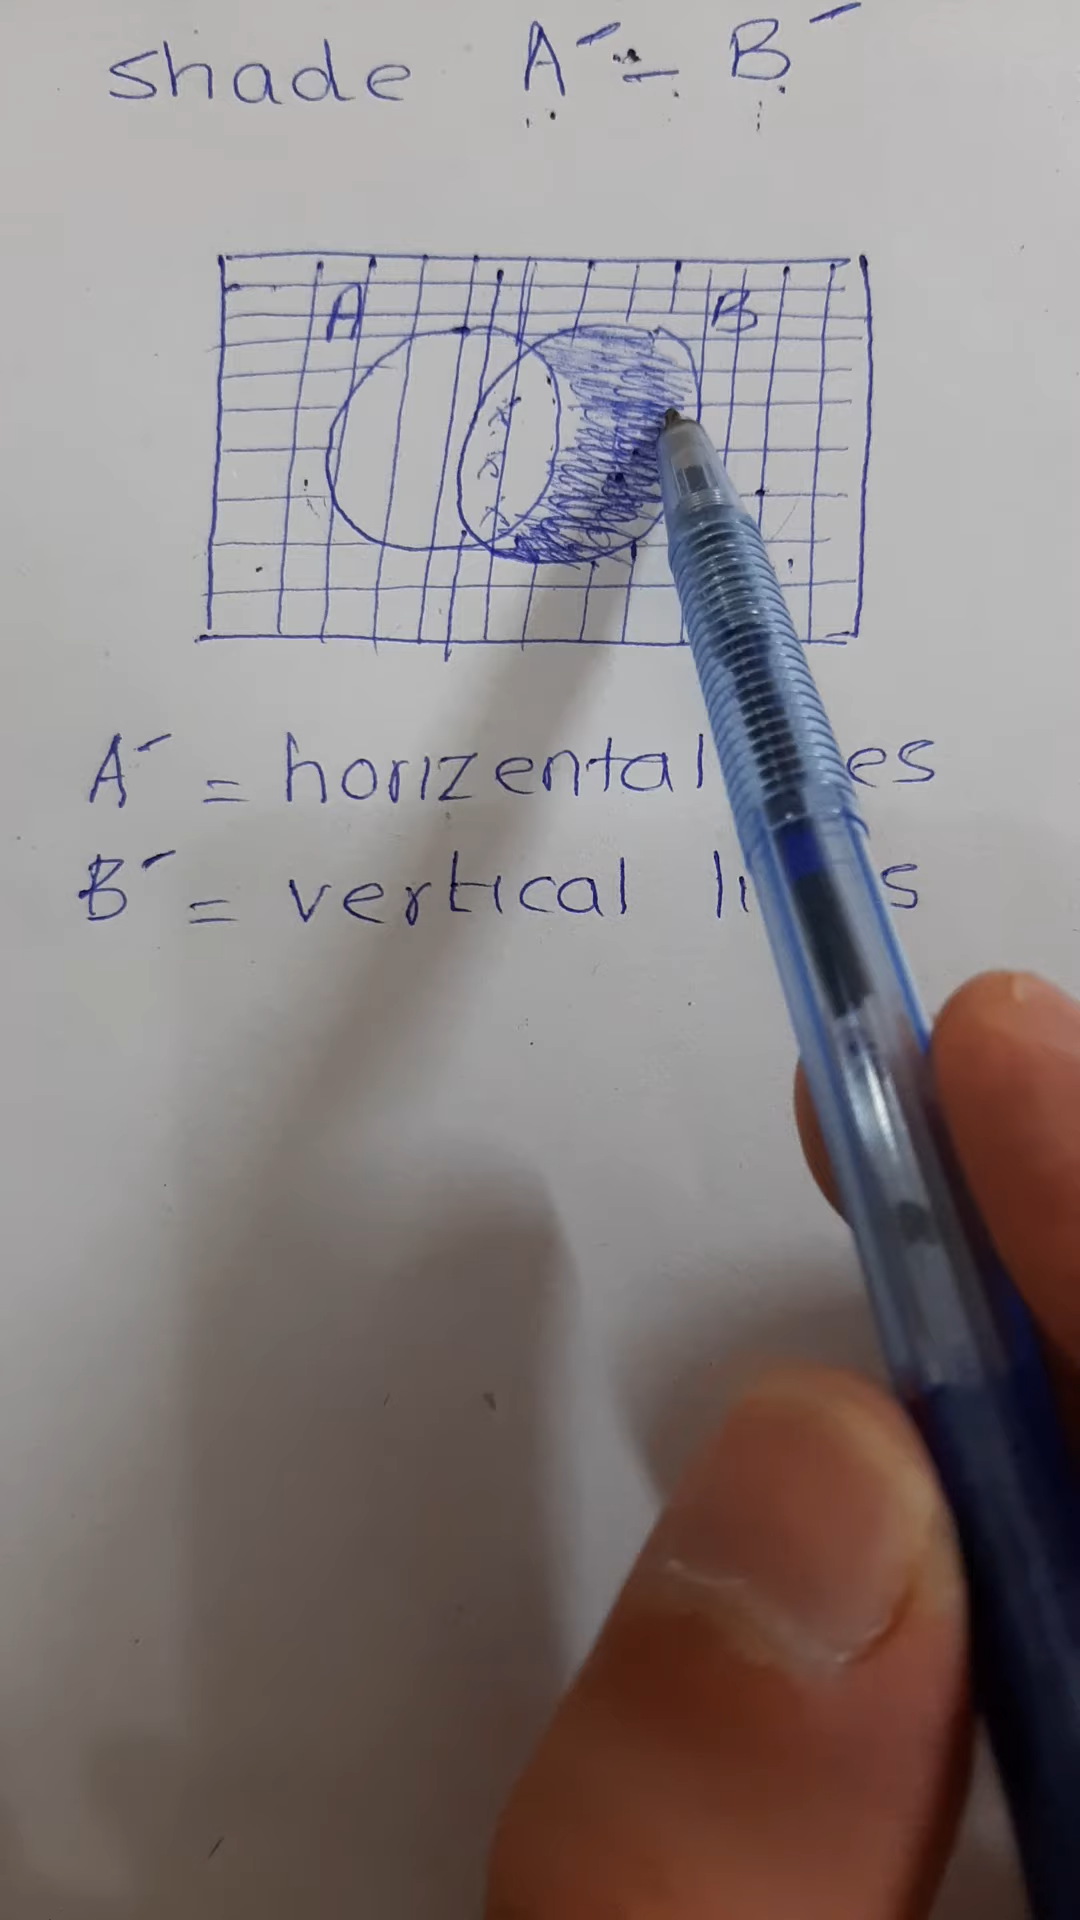 shade A⁻ - B⁻
A B
A⁻ = horizental
B⁻ = vertical